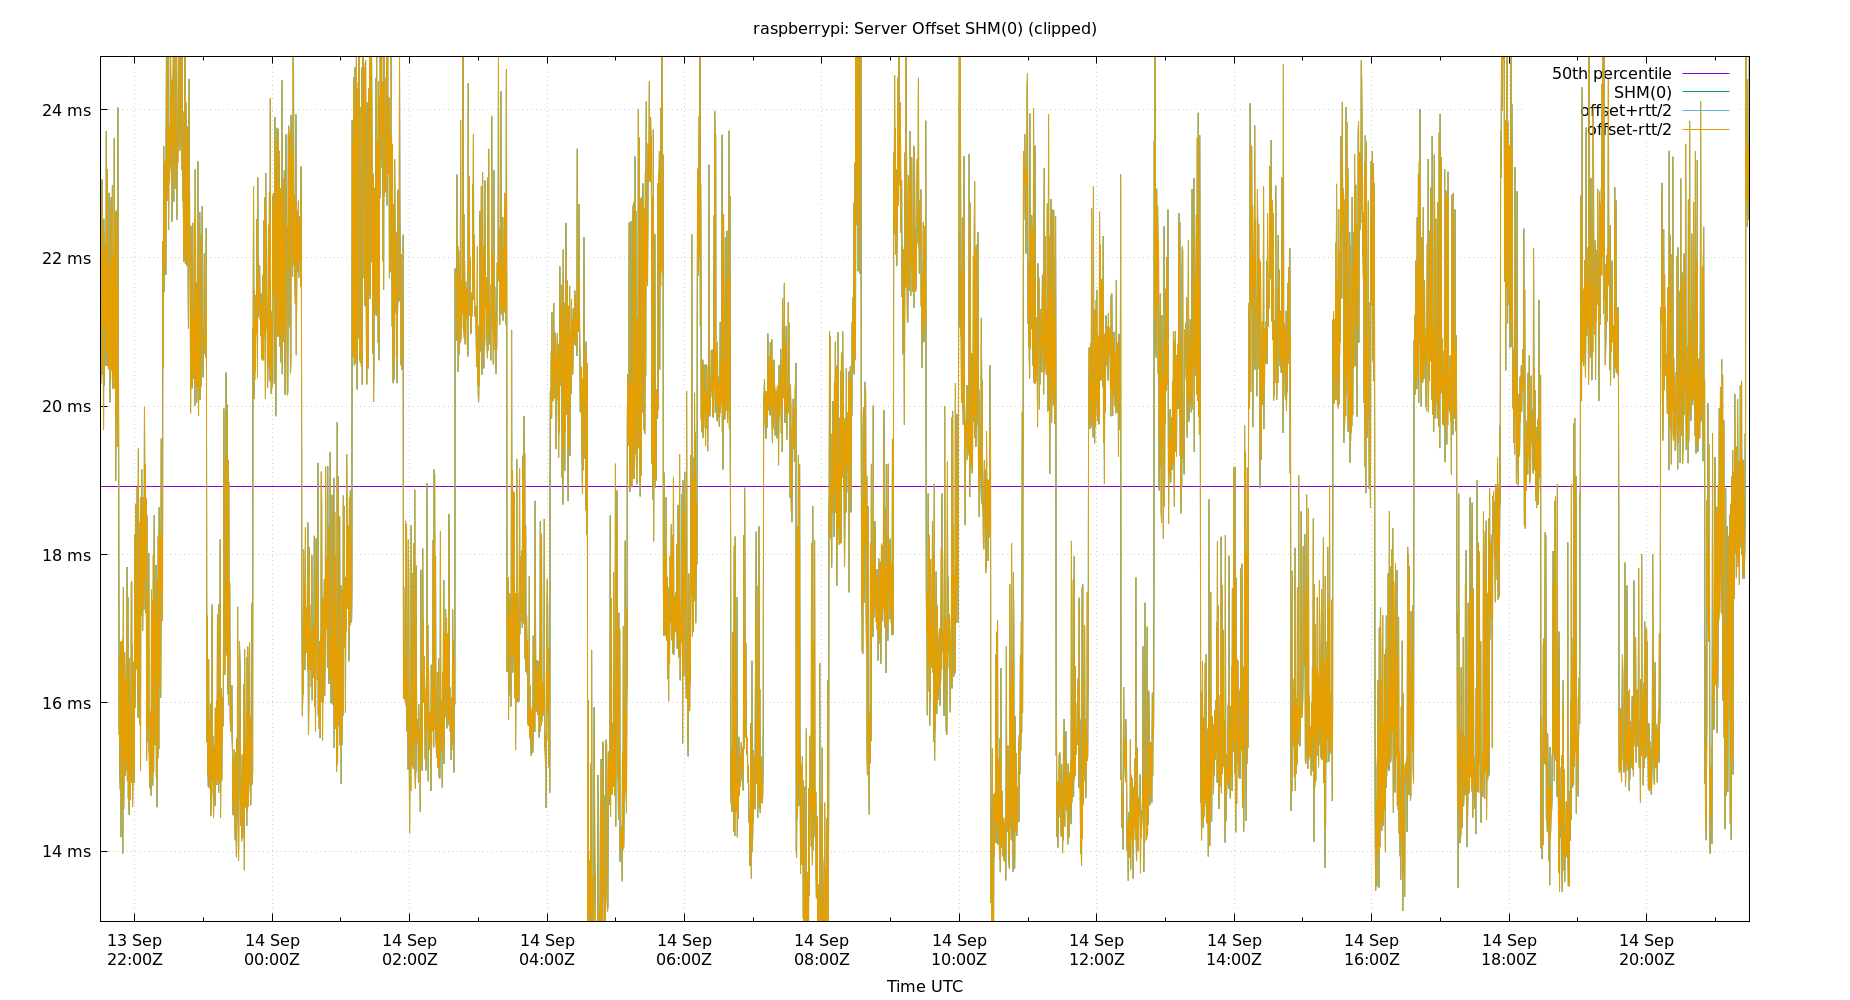 raspberrypi: Server Offset SHM(0) (clipped)
50th percentile
SHM(0)
offset+rtt/2
offset-rtt/2
24 ms
22 ms
20 ms
18 ms
16 ms
14 ms
13 Sep 14 Sep 14 Sep 14 Sep 14 Sep 14 Sep 14 Sep 14 Sep 14 Sep 14 Sep 14 Sep 14 Sep
22:00Z 00:00Z 02:00Z 04:00Z 06:00Z 08:00Z 10:00Z 12:00Z 14:00Z 16:00Z 18:00Z 20:00Z
Time UTC